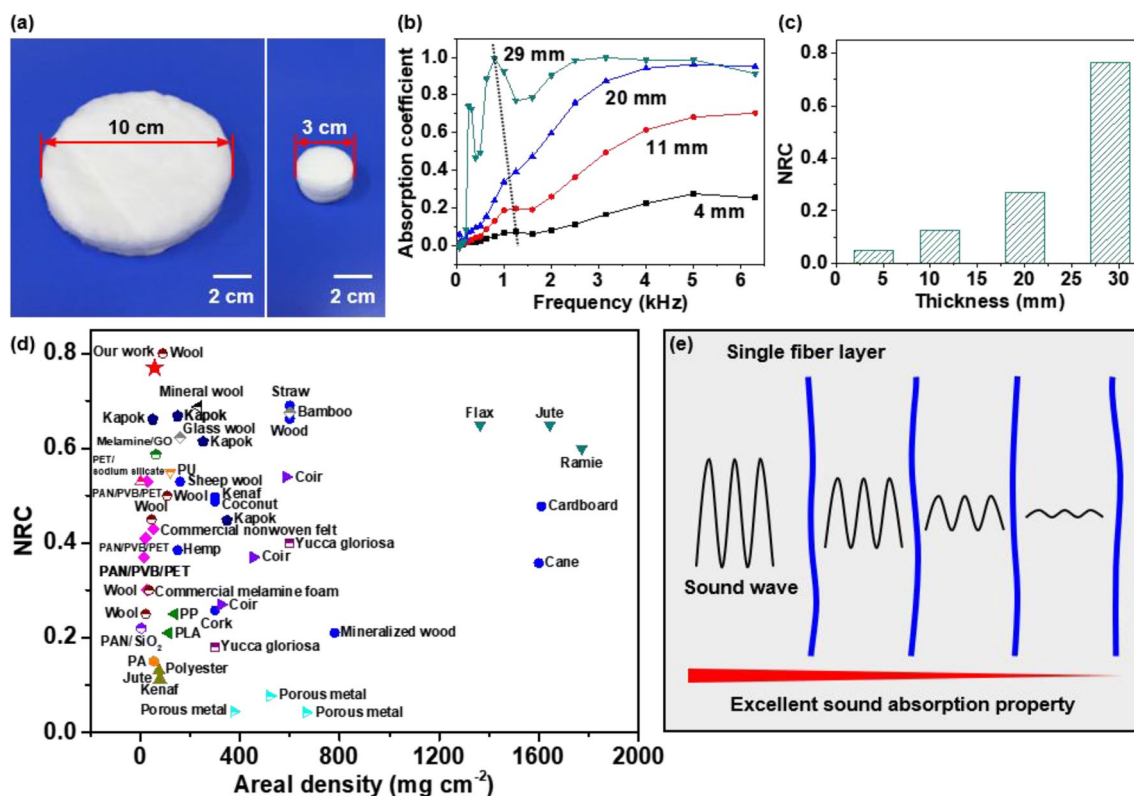 (a)
10 cm
3 cm
2 cm
2 cm
(b)
Absorption coefficient
1.0
0.8
0.6
0.4
0.2
0.0
29 mm
20 mm
11 mm
4 mm
0 1 2 3 4 5 6
Frequency (kHz)
(c)
NRC
0.8
0.4
0.0
0 5 10 15 20 25 30
Thickness (mm)
(d)
NRC
0.8
0.6
0.4
0.2
0.0
Our work
Wool
Mineral wool
Straw
Kapok
Kapok
Bamboo
Glass wool
Wood
Flax
Jute
Melamine/GO
Kapok
Ramie
PET/
sodium silicate
PU
Coir
PAN/PVB/PET
Sheep wool
Wool
Kenaf
Coconut
Cardboard
Wool
Kapok
Commercial nonwoven felt
PAN/PVB/PET
Hemp
Yucca gloriosa
Coir
Cane
PAN/PVB/PET
Wool
Commercial melamine foam
Wool
PP
Coir
Cork
PAN/SiO2
PLA
Mineralized wood
Yucca gloriosa
PA
Polyester
Jute
Kenaf
Porous metal
Porous metal
Porous metal
0 400 800 1200 1600 2000
Areal density (mg cm-2)
(e)
Single fiber layer
Sound wave
Excellent sound absorption property